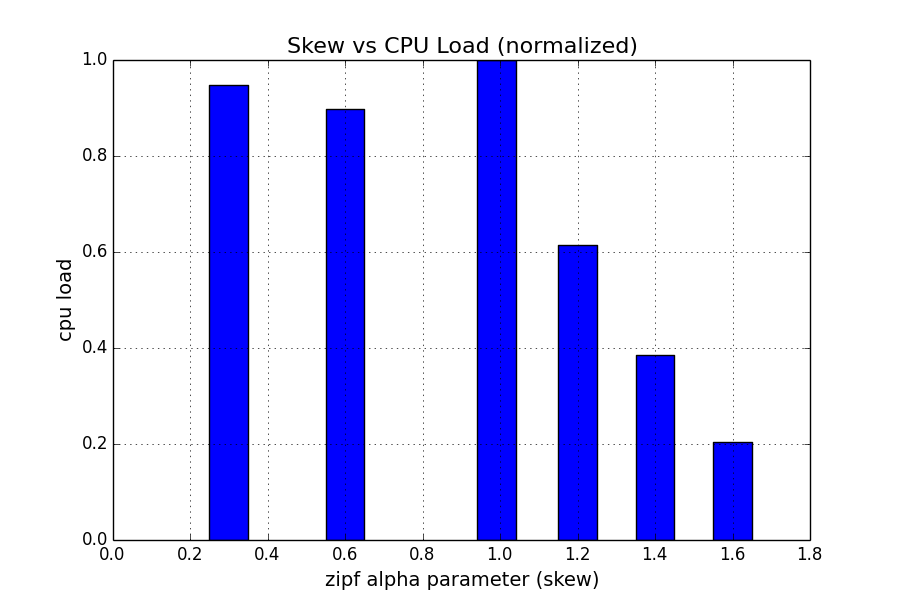 Skew vs CPU Load (normalized)
1.0
0.8
0.6
0.4
0.2
0.0
cpu load
0.0 0.2 0.4 0.6 0.8 1.0 1.2 1.4 1.6 1.8
zipf alpha parameter (skew)